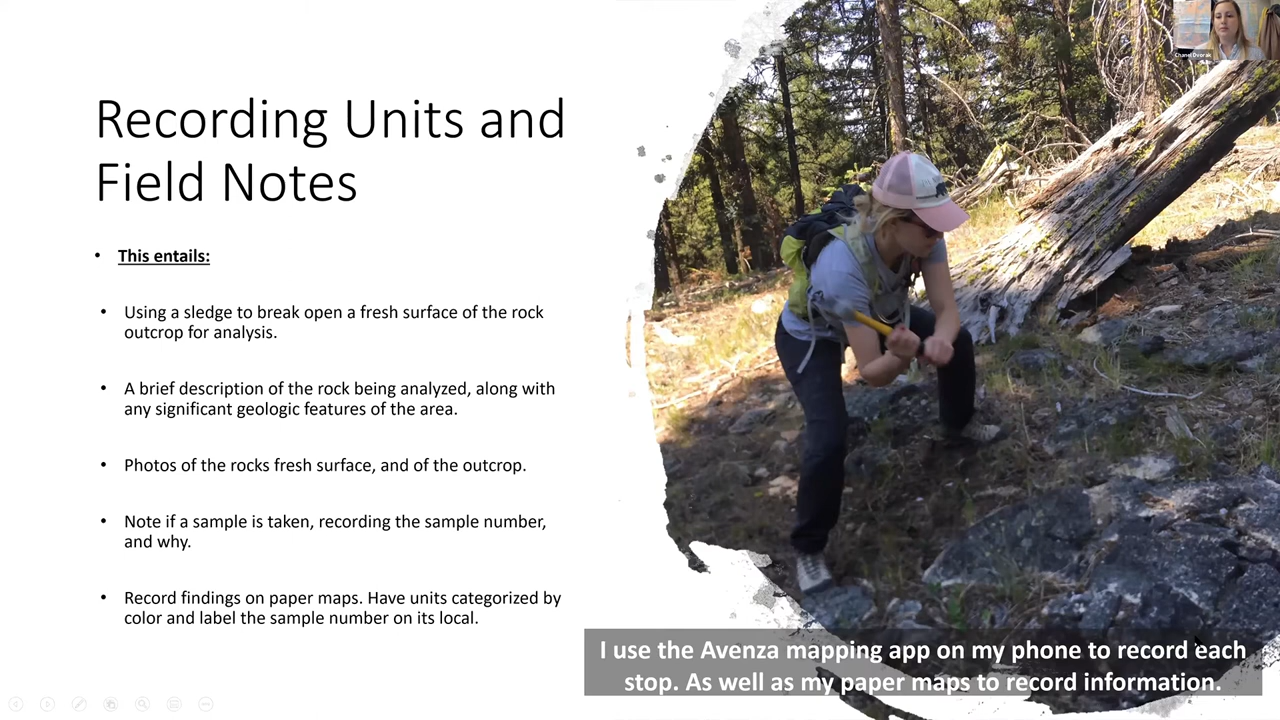 Recording Units and
Field Notes
• This entails:
• Using a sledge to break open a fresh surface of the rock
outcrop for analysis.
• A brief description of the rock being analyzed, along with
any significant geologic features of the area.
• Photos of the rocks fresh surface, and of the outcrop.
• Note if a sample is taken, recording the sample number,
and why.
• Record findings on paper maps. Have units categorized by
color and label the sample number on its local.
I use the Avenza mapping app on my phone to record each
stop. As well as my paper maps to record information.
Chanel Dvorak